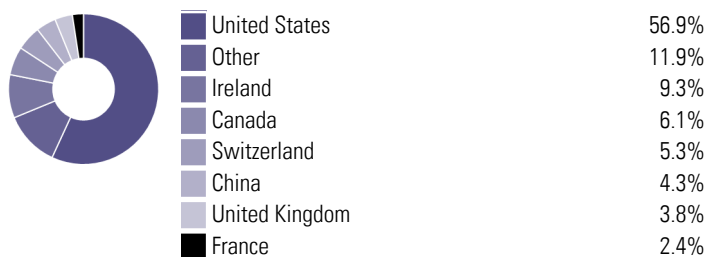 United States 56.9%
Other 11.9%
Ireland 9.3%
Canada 6.1%
Switzerland 5.3%
China 4.3%
United Kingdom 3.8%
France 2.4%